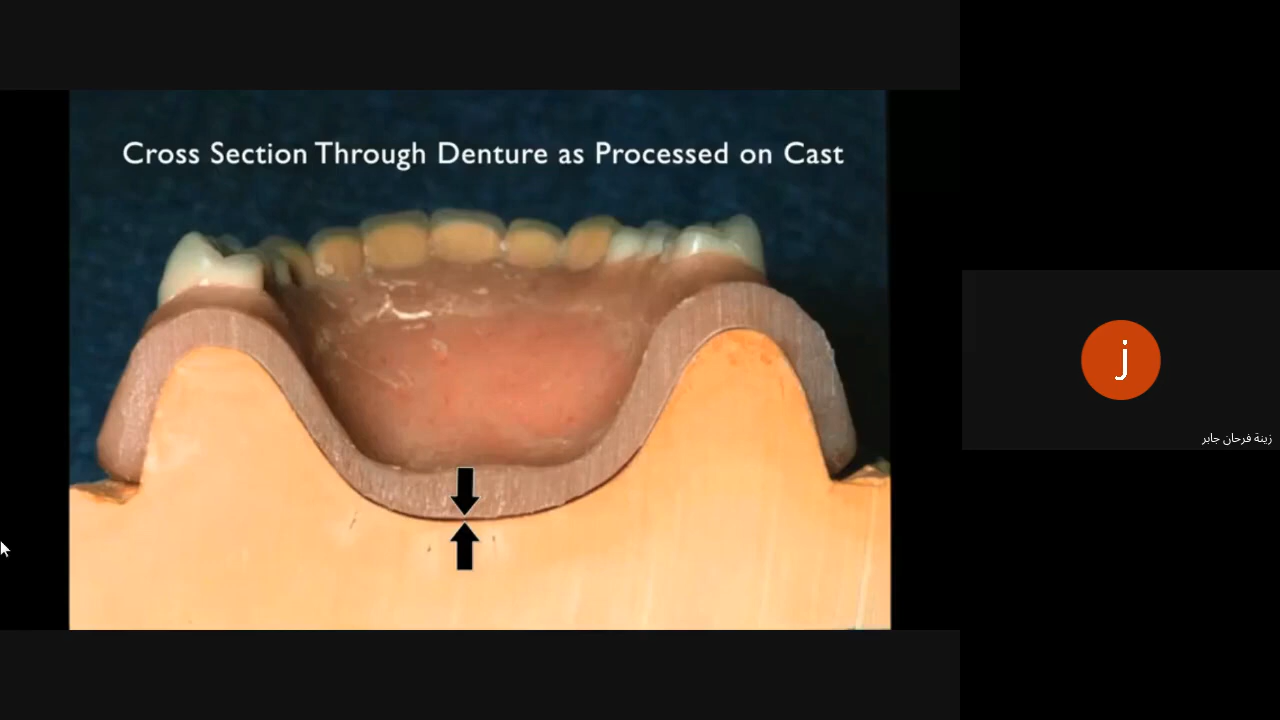 Cross Section Through Denture as Processed on Cast
j
زينة فرحان جابر